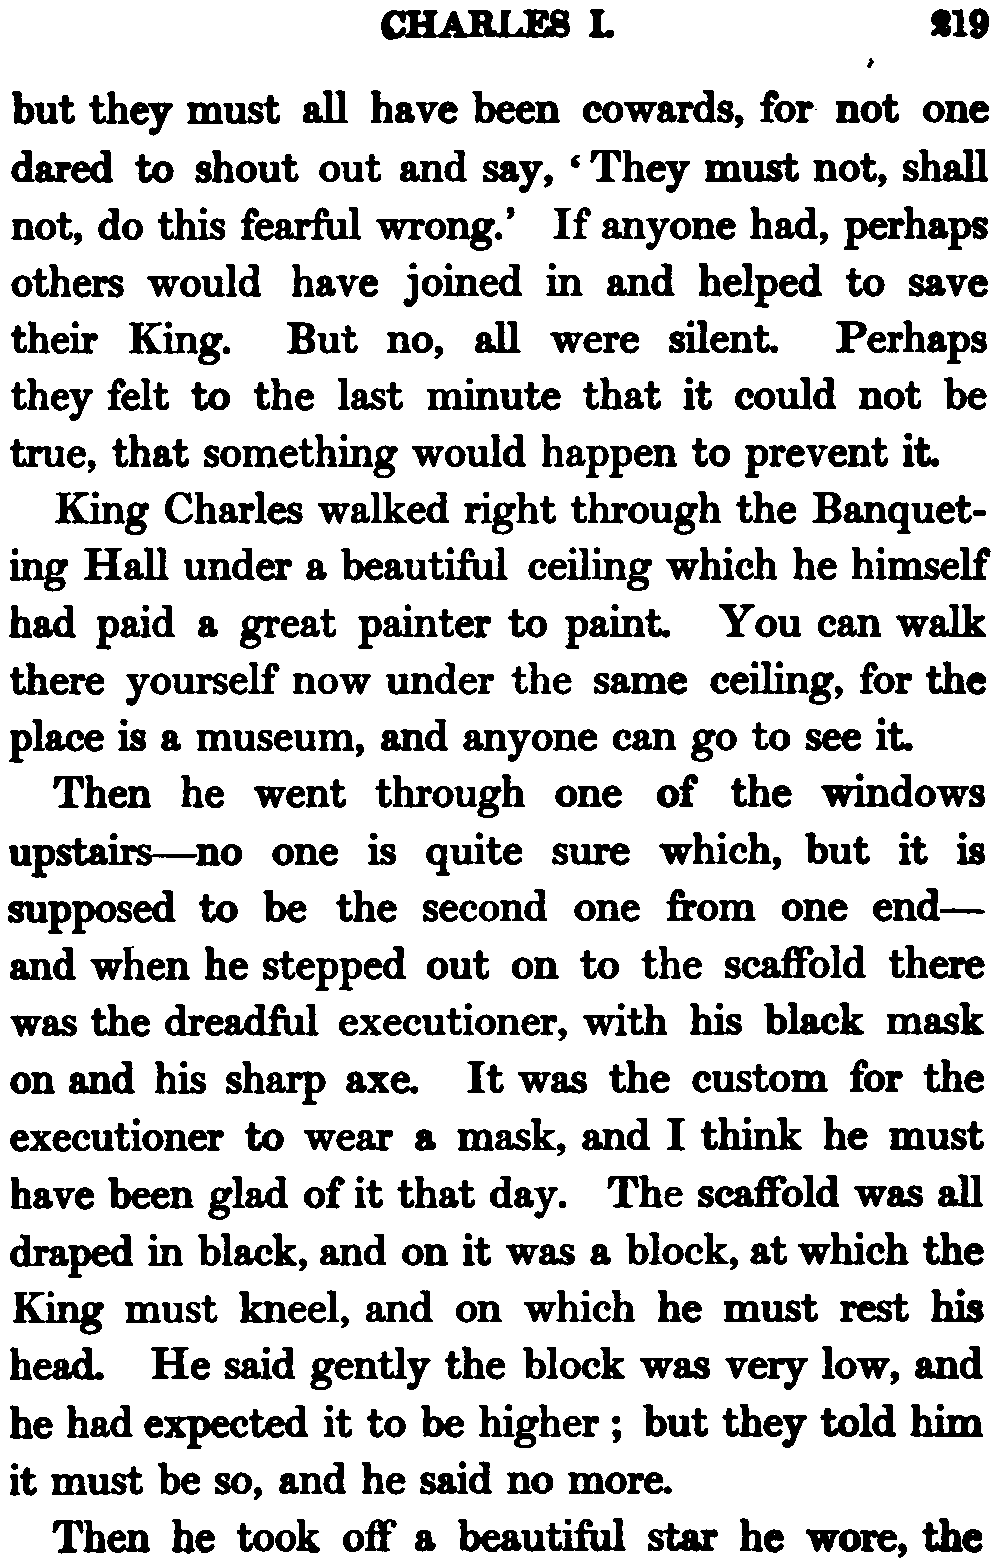 CHARLES I. 219
but they must all have been cowards, for not one
dared to shout out and say, ‘They must not, shall
not, do this fearful wrong.’ If anyone had, perhaps
others would have joined in and helped to save
their King. But no, all were silent. Perhaps
they felt to the last minute that it could not be
true, that something would happen to prevent it.
King Charles walked right through the Banquet-
ing Hall under a beautiful ceiling which he himself
had paid a great painter to paint. You can walk
there yourself now under the same ceiling, for the
place is a museum, and anyone can go to see it.
Then he went through one of the windows
upstairs—no one is quite sure which, but it is
supposed to be the second one from one end—
and when he stepped out on to the scaffold there
was the dreadful executioner, with his black mask
on and his sharp axe. It was the custom for the
executioner to wear a mask, and I think he must
have been glad of it that day. The scaffold was all
draped in black, and on it was a block, at which the
King must kneel, and on which he must rest his
head. He said gently the block was very low, and
he had expected it to be higher; but they told him
it must be so, and he said no more.
Then he took off a beautiful star he wore, the